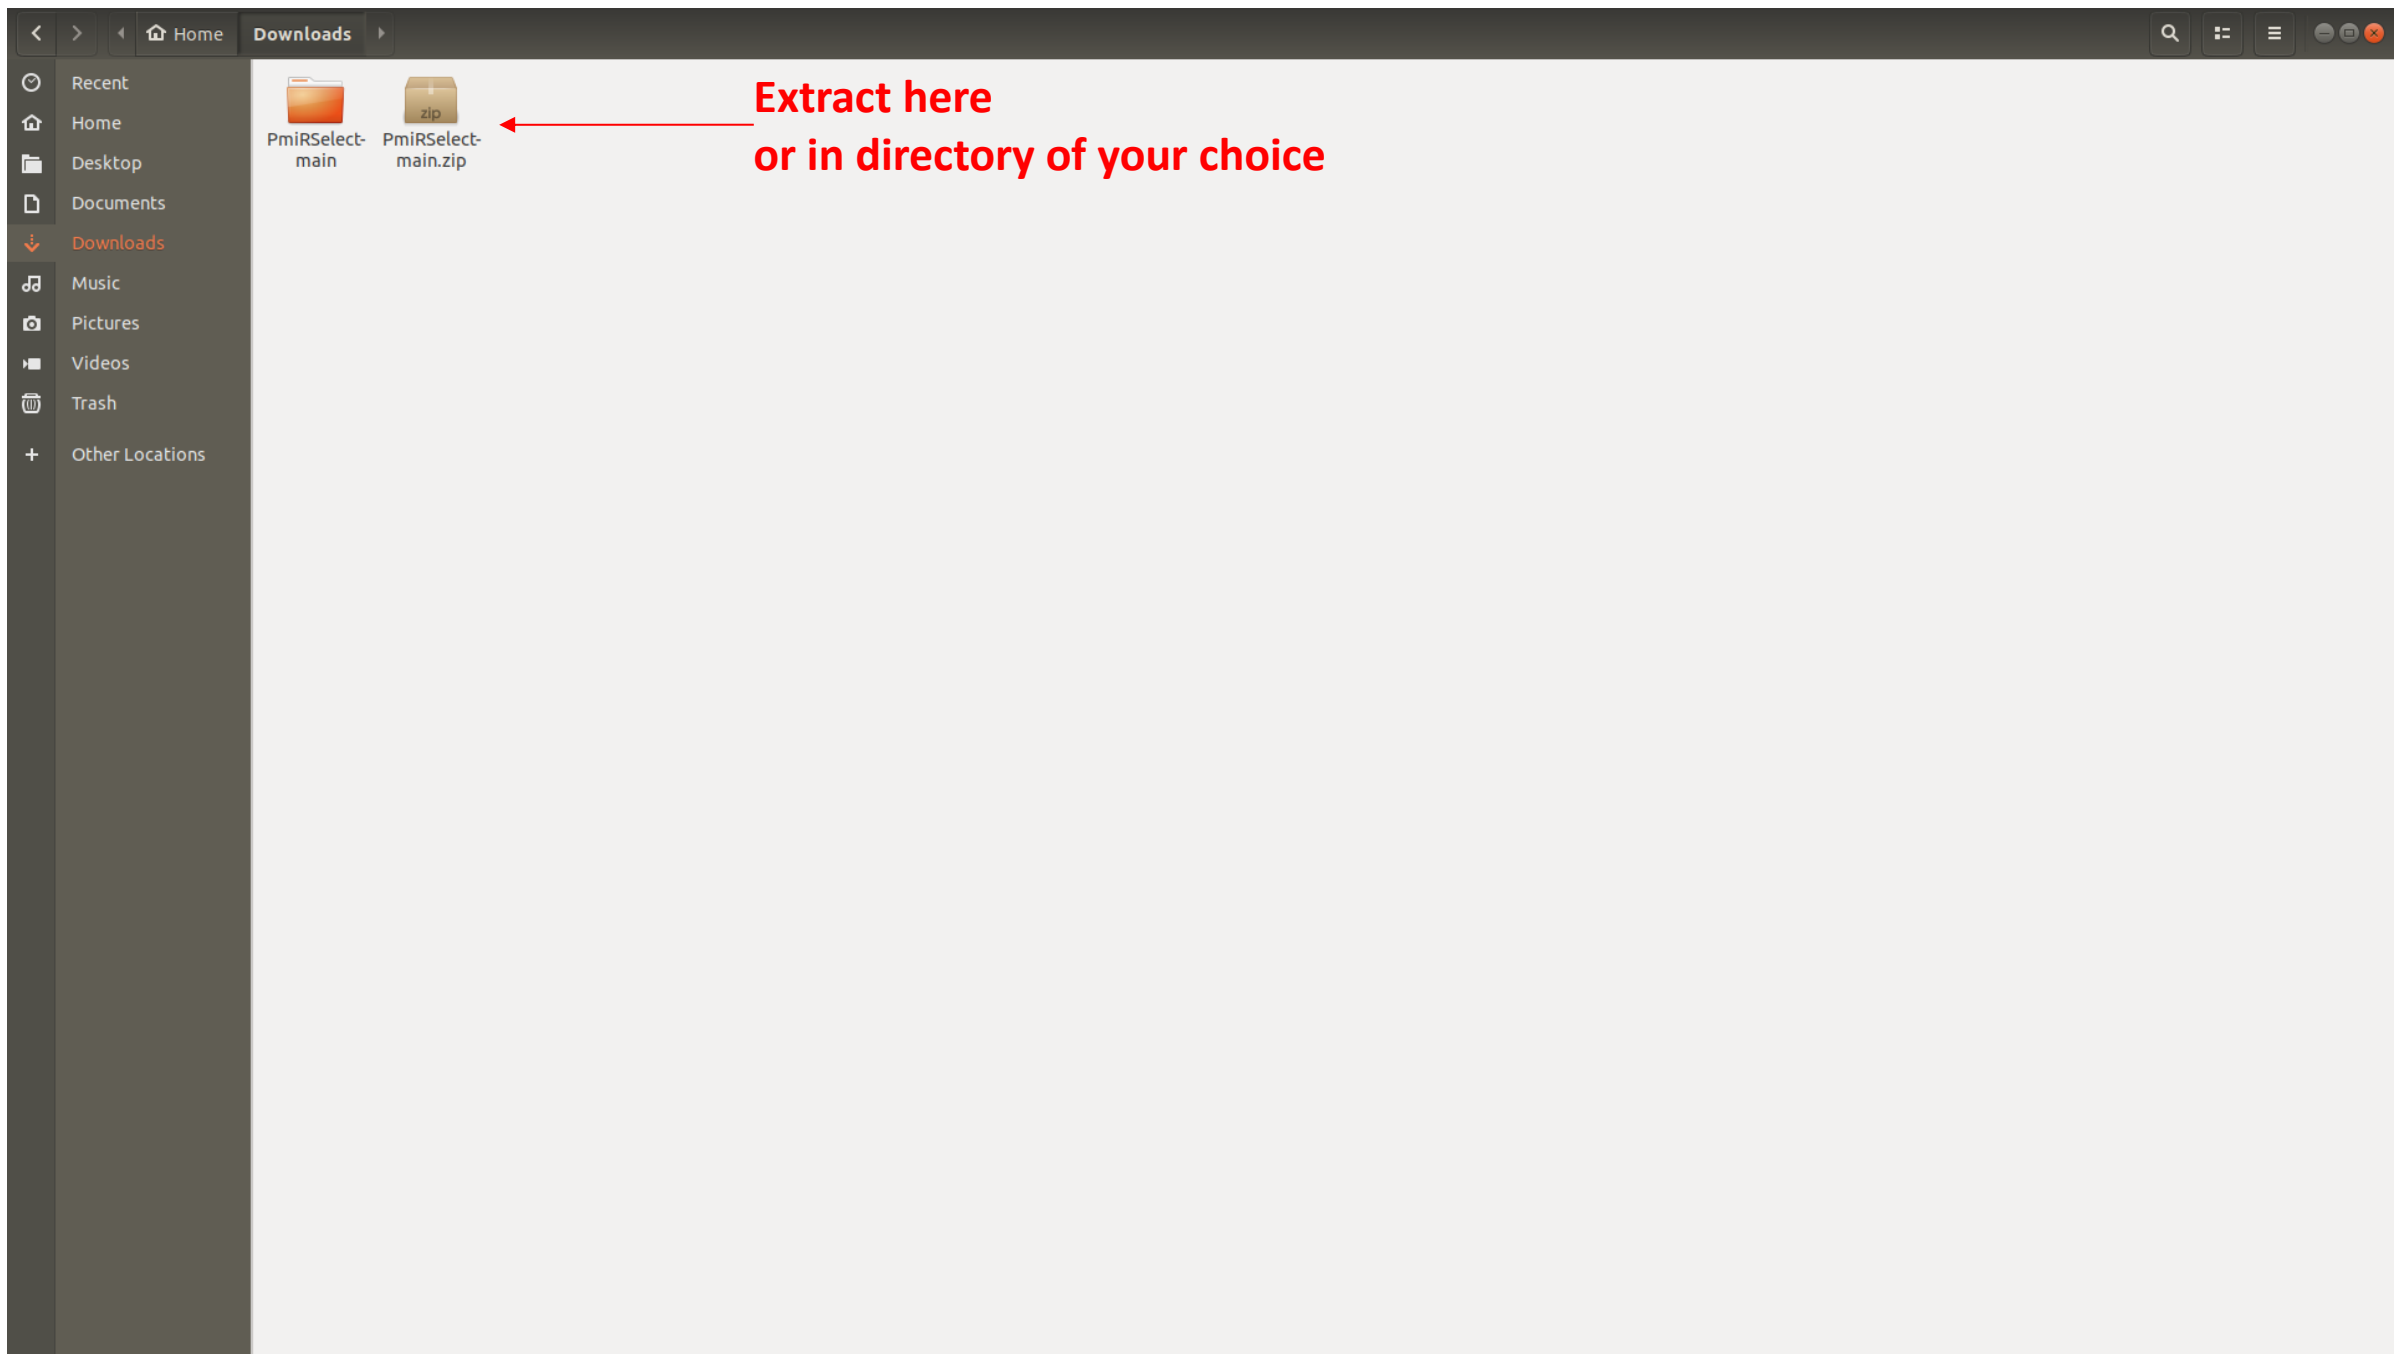 Home Downloads
Recent
Home
Desktop
Documents
Downloads
Music
Pictures
Videos
Trash
Other Locations
PmiRSelect-
main
zip
PmiRSelect-
main.zip
Extract here
or in directory of your choice